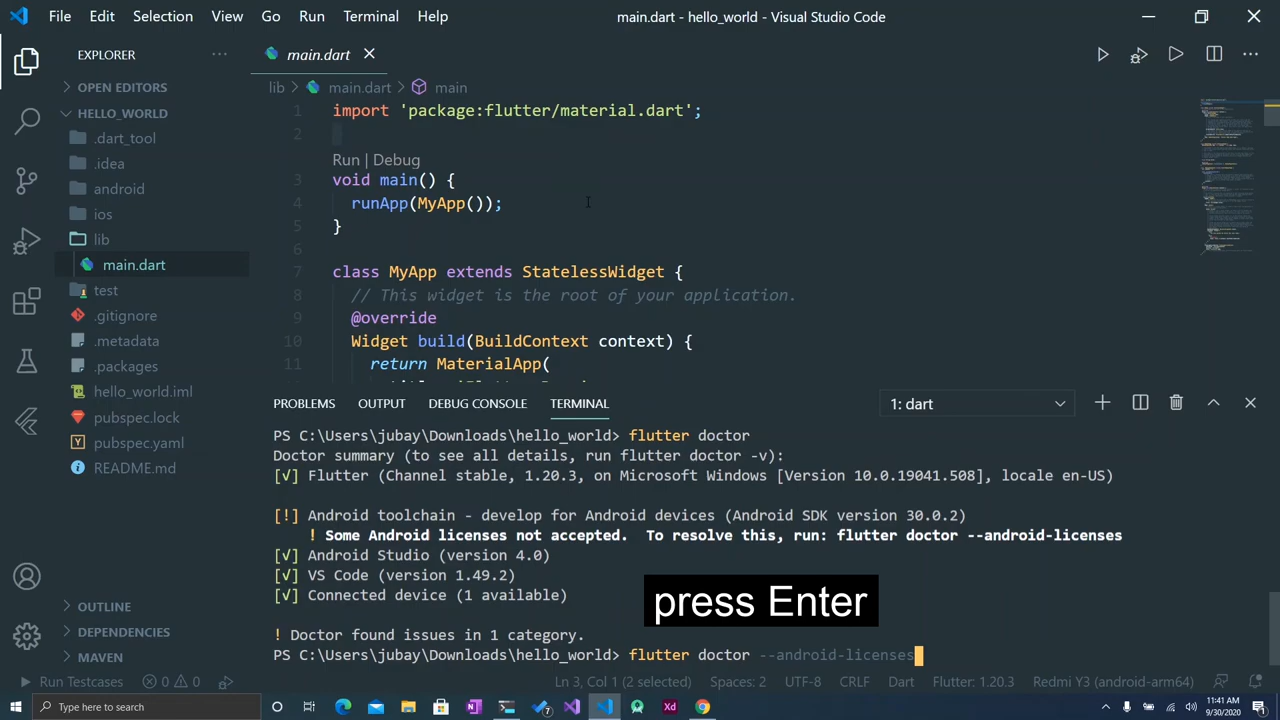 File Edit Selection View Go Run Terminal Help
main.dart - hello_world - Visual Studio Code
EXPLORER
OPEN EDITORS
HELLO_WORLD
.dart_tool
.idea
android
ios
lib
main.dart
test
.gitignore
.metadata
.packages
hello_world.iml
pubspec.lock
pubspec.yaml
README.md
OUTLINE
DEPENDENCIES
MAVEN
main.dart
lib > main.dart > main
1 import 'package:flutter/material.dart';
2
Run | Debug
3 void main() {
4 runApp(MyApp());
5 }
6
7 class MyApp extends StatelessWidget {
8 // This widget is the root of your application.
9 @override
10 Widget build(BuildContext context) {
11 return MaterialApp(
PROBLEMS OUTPUT DEBUG CONSOLE TERMINAL
1: dart
PS C:\Users\jubay\Downloads\hello_world> flutter doctor
Doctor summary (to see all details, run flutter doctor -v):
[√] Flutter (Channel stable, 1.20.3, on Microsoft Windows [Version 10.0.19041.508], locale en-US)
[!] Android toolchain - develop for Android devices (Android SDK version 30.0.2)
! Some Android licenses not accepted. To resolve this, run: flutter doctor --android-licenses
[√] Android Studio (version 4.0)
[√] VS Code (version 1.49.2)
[√] Connected device (1 available)
press Enter
! Doctor found issues in 1 category.
PS C:\Users\jubay\Downloads\hello_world> flutter doctor --android-licenses
Run Testcases 0 0
Ln 3, Col 1 (2 selected) Spaces: 2 UTF-8 CRLF Dart Flutter: 1.20.3 Redmi Y3 (android-arm64)
Type here to search
11:41 AM
9/30/2020